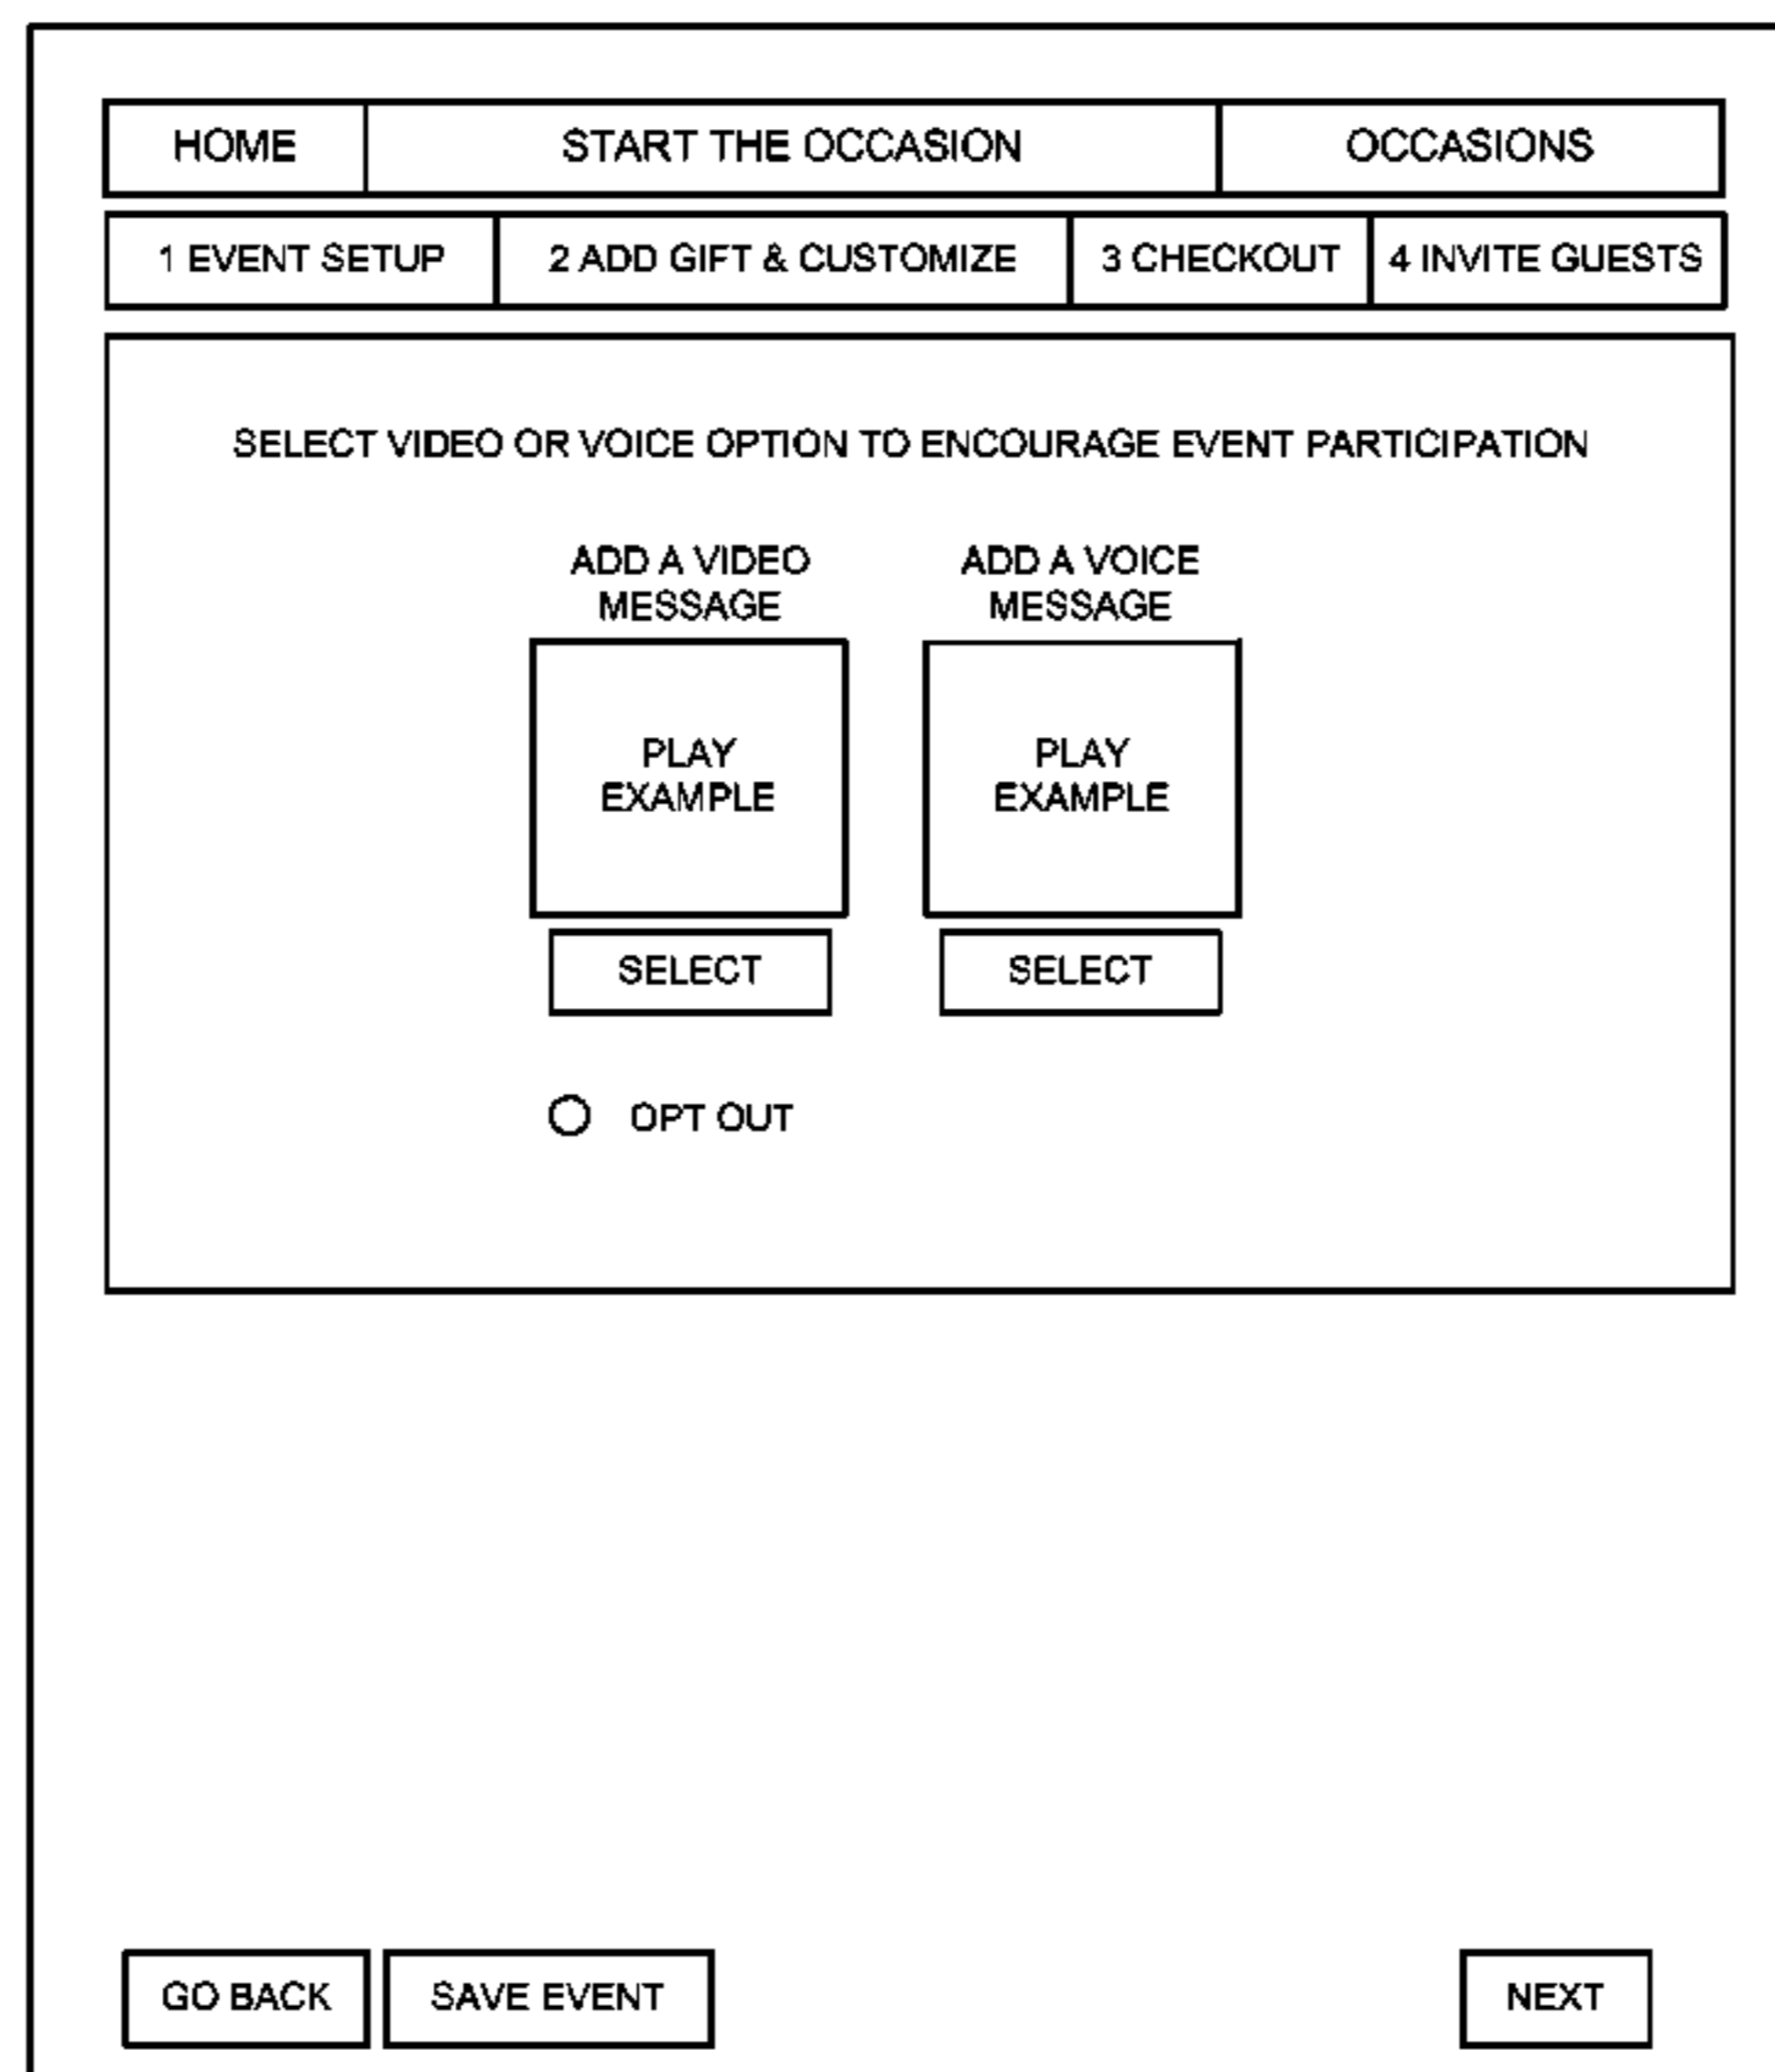 HOME START THE OCCASION OCCASIONS
1 EVENT SETUP 2 ADD GIFT & CUSTOMIZE 3 CHECKOUT 4 INVITE GUESTS
SELECT VIDEO OR VOICE OPTION TO ENCOURAGE EVENT PARTICIPATION
ADD A VIDEO
MESSAGE
ADD A VOICE
MESSAGE
PLAY
EXAMPLE
PLAY
EXAMPLE
SELECT SELECT
OPT OUT
GO BACK SAVE EVENT NEXT